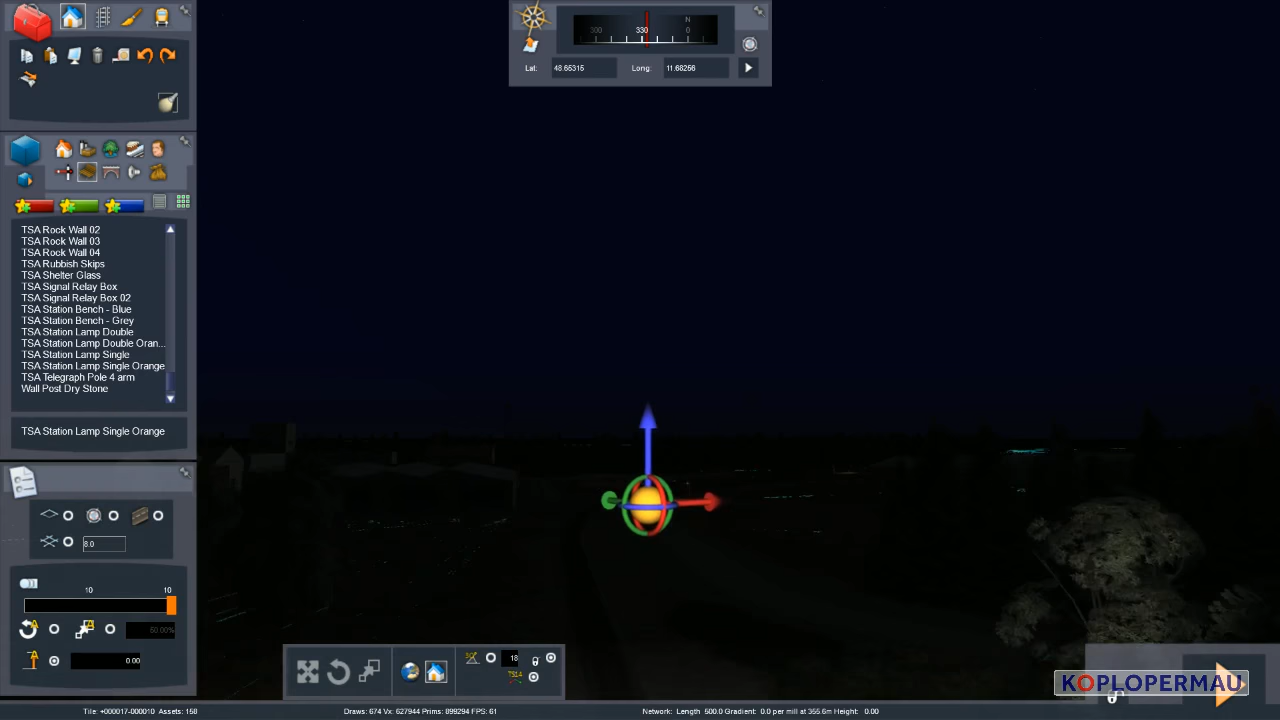 300 330 N 0
Lat: 48.65315 Long: 11.68256
TSA Rock Wall 02
TSA Rock Wall 03
TSA Rock Wall 04
TSA Rubbish Skips
TSA Shelter Glass
TSA Signal Relay Box
TSA Signal Relay Box 02
TSA Station Bench - Blue
TSA Station Bench - Grey
TSA Station Lamp Double
TSA Station Lamp Double Oran...
TSA Station Lamp Single
TSA Station Lamp Single Orange
TSA Telegraph Pole 4 arm
Wall Post Dry Stone
TSA Station Lamp Single Orange
8.0
10 10
50.00%
0.00
18
TS14
KOPLOPERMAU
Tile: +000017-000010 Assets: 158
Draws: 674 Vx: 627944 Prims: 899294 FPS: 61
Network: Length 500.0 Gradient: 0.0 per mill at 355.6m Height: 0.00